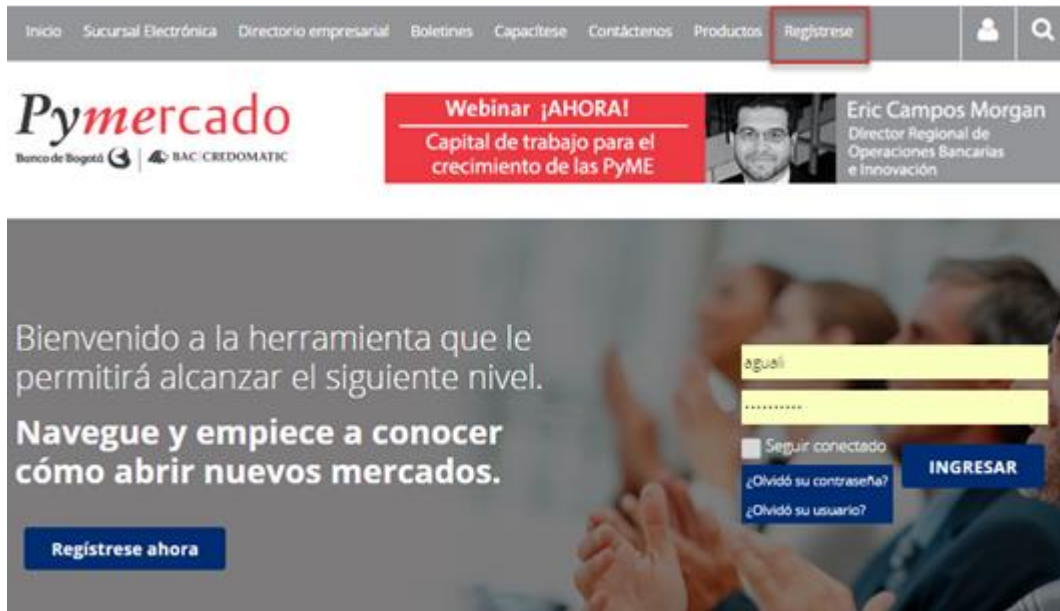 Inicio Sucursal Electrónica Directorio empresarial Boletines Capacítese Contáctenos Productos Regístrese
Pymercado
Banco de Bogotá BAC CREDOMATIC
Webinar ¡AHORA!
Capital de trabajo para el
crecimiento de las PyME
Eric Campos Morgan
Director Regional de
Operaciones Bancarias
e Innovación
Bienvenido a la herramienta que le
permitirá alcanzar el siguiente nivel.
Navegue y empiece a conocer
cómo abrir nuevos mercados.
Regístrese ahora
aguali
··········
Seguir conectado
¿Olvidó su contraseña?
¿Olvidó su usuario?
INGRESAR